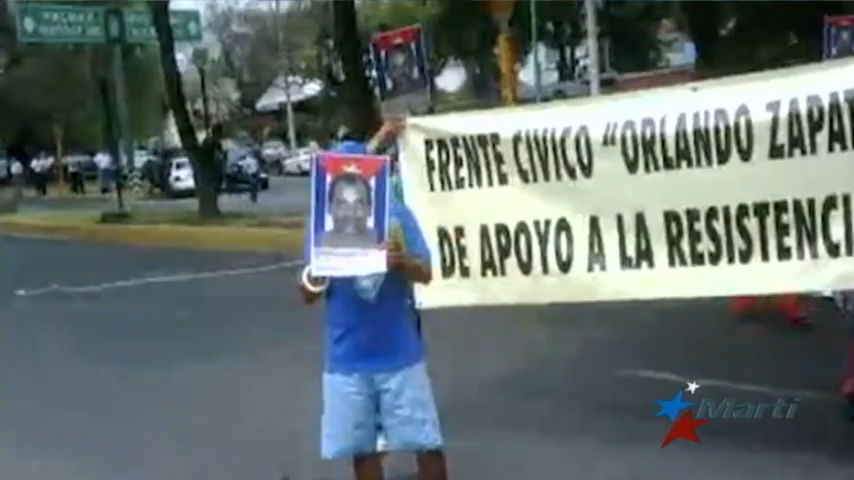 FRENTE CIVICO "ORLANDO ZAPAT
DE APOYO A LA RESISTENCI
Martí